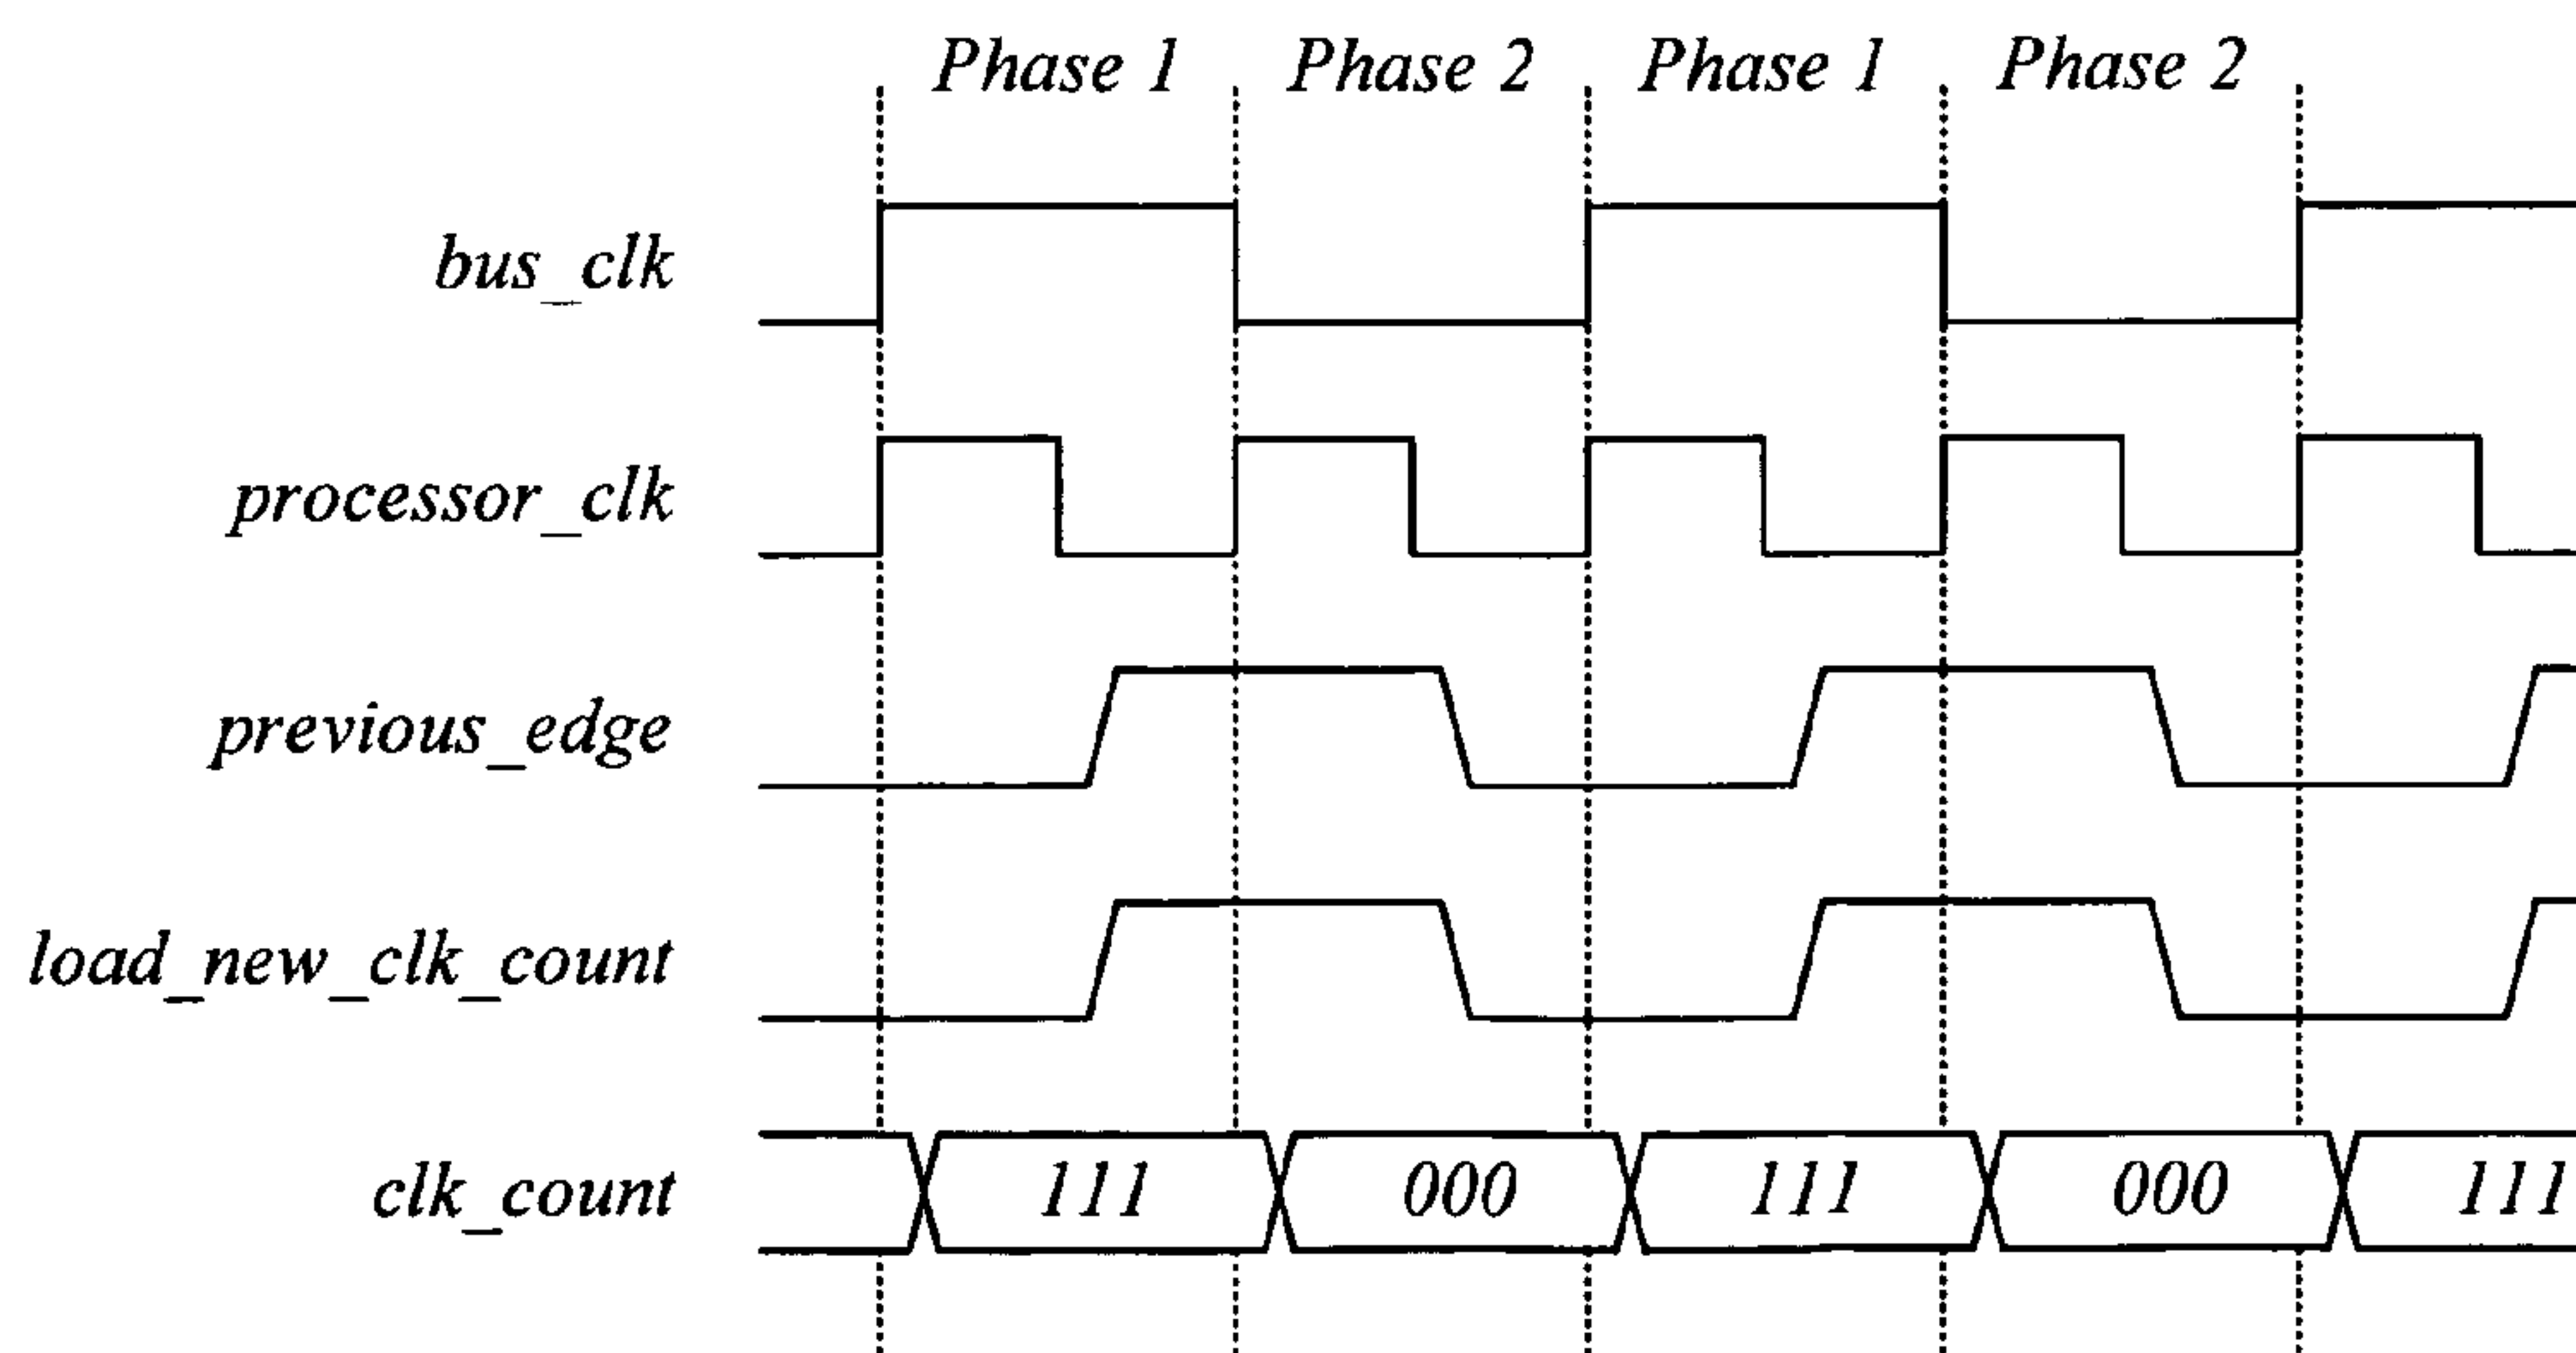 Phase 1 Phase 2 Phase 1 Phase 2
bus_clk
processor_clk
previous_edge
load_new_clk_count
clk_count 111 000 111 000 111